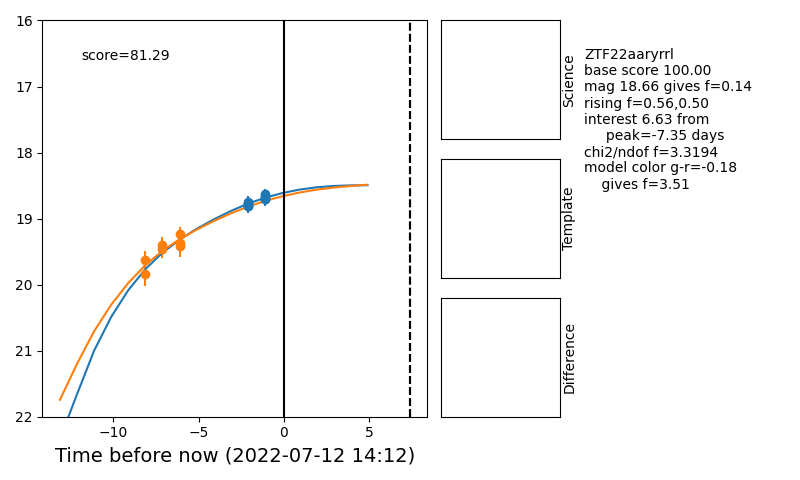 16
17
18
19
20
21
22
score=81.29
−10
−5
0
5
Time before now (2022-07-12 14:12)
Science
Template
Difference
ZTF22aaryrrl
base score 100.00
mag 18.66 gives f=0.14
rising f=0.56,0.50
interest 6.63 from
peak=-7.35 days
chi2/ndof f=3.3194
model color g-r=-0.18
gives f=3.51